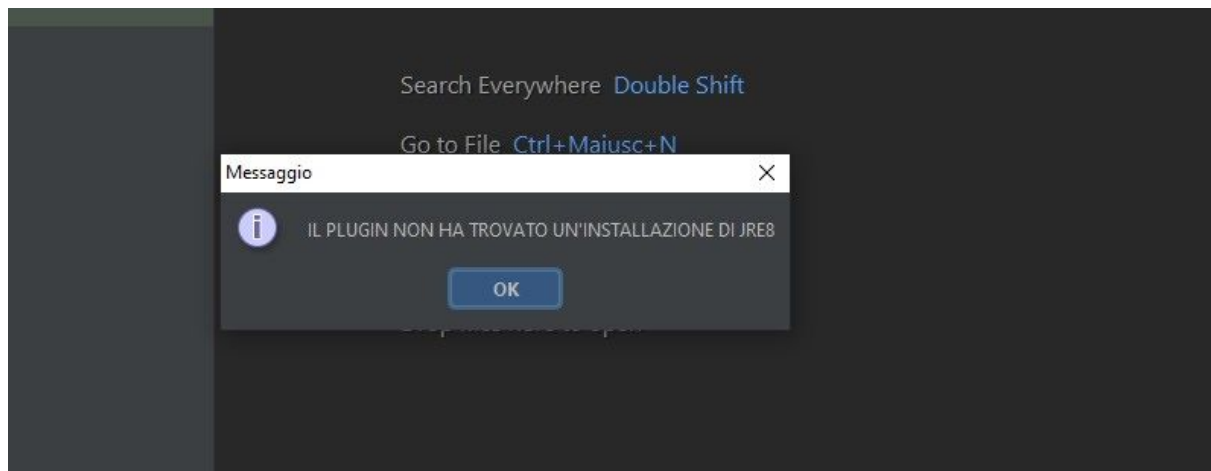 Search Everywhere Double Shift
Go to File Ctrl+Maiusc+N
Messaggio
IL PLUGIN NON HA TROVATO UN'INSTALLAZIONE DI JRE8
OK